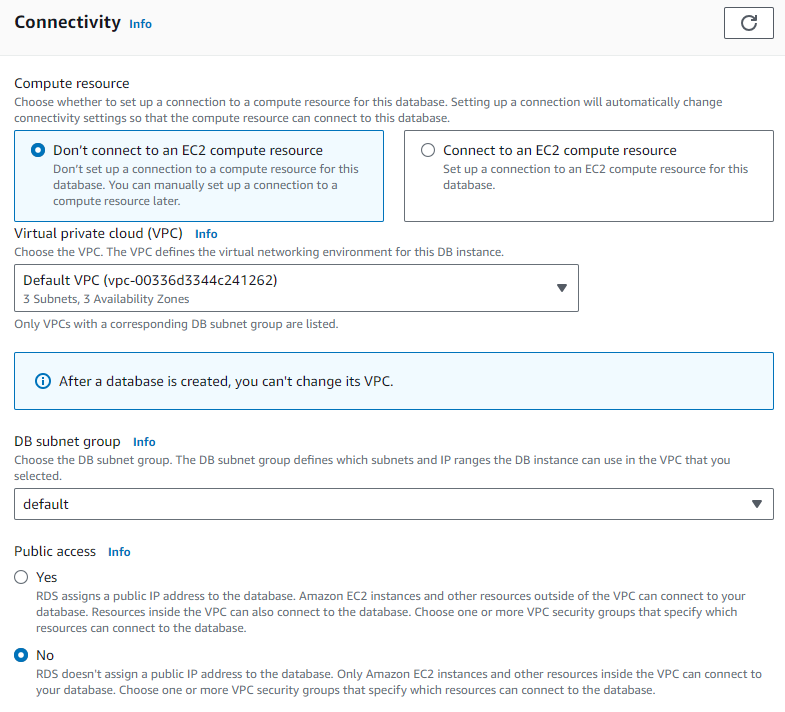 Connectivity Info
Compute resource
Choose whether to set up a connection to a compute resource for this database. Setting up a connection will automatically change
connectivity settings so that the compute resource can connect to this database.
Don't connect to an EC2 compute resource
Don't set up a connection to a compute resource for this
database. You can manually set up a connection to a
compute resource later.
Connect to an EC2 compute resource
Set up a connection to an EC2 compute resource for this
database.
Virtual private cloud (VPC) Info
Choose the VPC. The VPC defines the virtual networking environment for this DB instance.
Default VPC (vpc-00336d3344c241262)
3 Subnets, 3 Availability Zones
Only VPCs with a corresponding DB subnet group are listed.
After a database is created, you can't change its VPC.
DB subnet group Info
Choose the DB subnet group. The DB subnet group defines which subnets and IP ranges the DB instance can use in the VPC that you
selected.
default
Public access Info
Yes
RDS assigns a public IP address to the database. Amazon EC2 instances and other resources outside of the VPC can connect to your
database. Resources inside the VPC can also connect to the database. Choose one or more VPC security groups that specify which
resources can connect to the database.
No
RDS doesn't assign a public IP address to the database. Only Amazon EC2 instances and other resources inside the VPC can connect to
your database. Choose one or more VPC security groups that specify which resources can connect to the database.